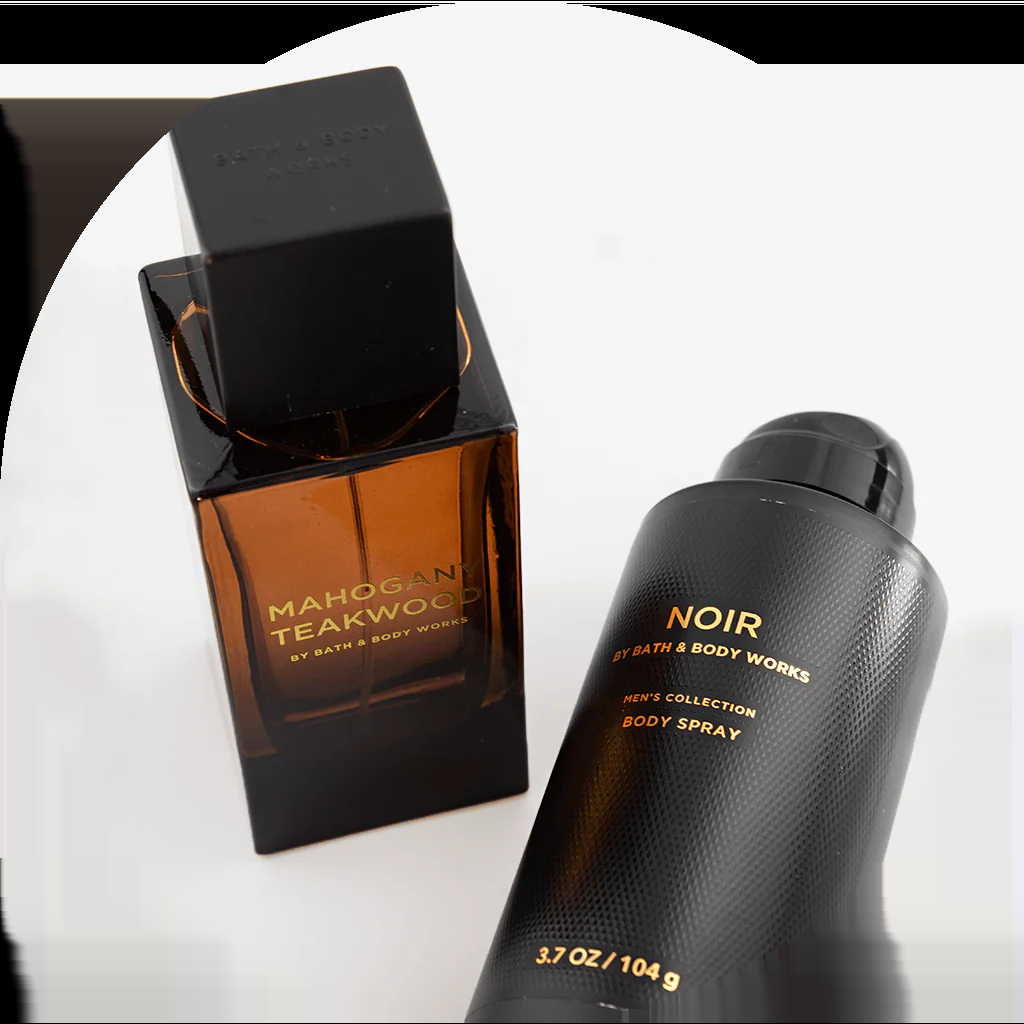 BATH & BODY
WORKS
MAHOGANY
TEAKWOOD
BY BATH & BODY WORKS
NOIR
BY BATH & BODY WORKS
MEN'S COLLECTION
BODY SPRAY
3.7 OZ / 104 g